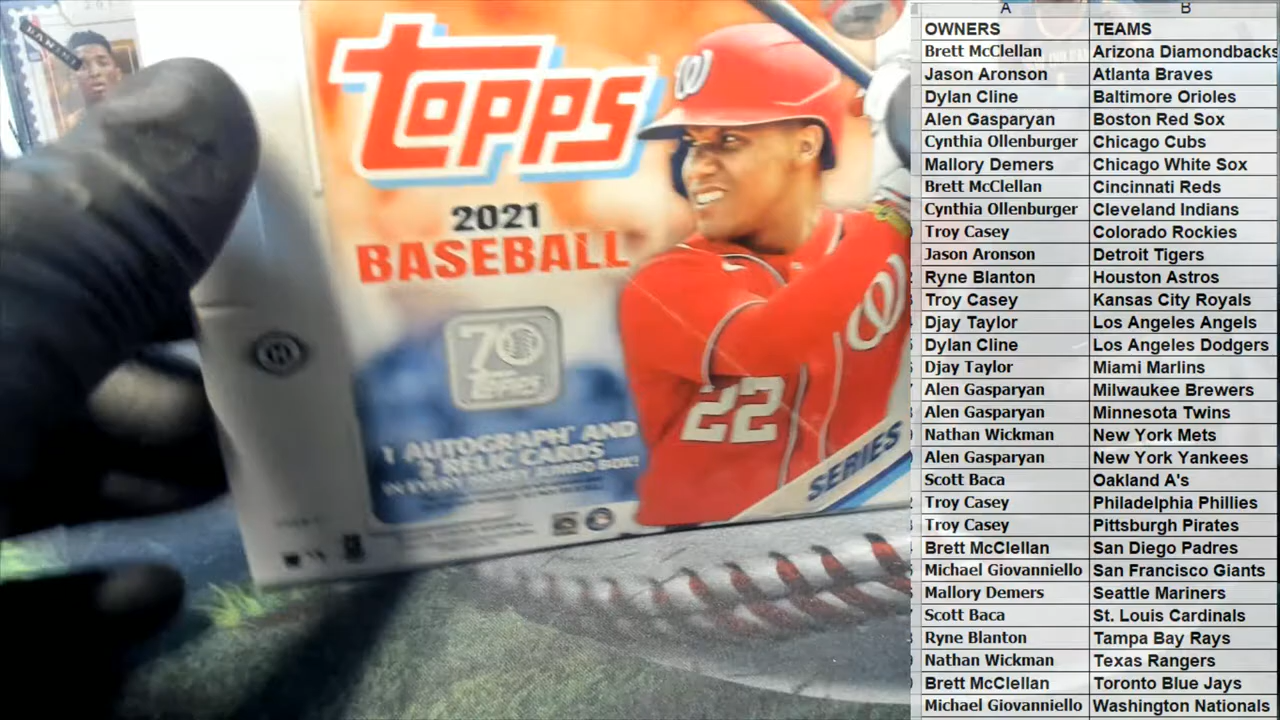 PANINI
TOPPS
2021
BASEBALL
70
TOPPS
1 AUTOGRAPH AND
2 RELIC CARDS
IN EVERY JUMBO BOX!
W
W
22
SERIES
A B
OWNERS TEAMS
Brett McClellan Arizona Diamondbacks
Jason Aronson Atlanta Braves
Dylan Cline Baltimore Orioles
Alen Gasparyan Boston Red Sox
Cynthia Ollenburger Chicago Cubs
Mallory Demers Chicago White Sox
Brett McClellan Cincinnati Reds
Cynthia Ollenburger Cleveland Indians
Troy Casey Colorado Rockies
Jason Aronson Detroit Tigers
Ryne Blanton Houston Astros
Troy Casey Kansas City Royals
Djay Taylor Los Angeles Angels
Dylan Cline Los Angeles Dodgers
Djay Taylor Miami Marlins
Alen Gasparyan Milwaukee Brewers
Alen Gasparyan Minnesota Twins
Nathan Wickman New York Mets
Alen Gasparyan New York Yankees
Scott Baca Oakland A's
Troy Casey Philadelphia Phillies
Troy Casey Pittsburgh Pirates
Brett McClellan San Diego Padres
Michael Giovanniello San Francisco Giants
Mallory Demers Seattle Mariners
Scott Baca St. Louis Cardinals
Ryne Blanton Tampa Bay Rays
Nathan Wickman Texas Rangers
Brett McClellan Toronto Blue Jays
Michael Giovanniello Washington Nationals